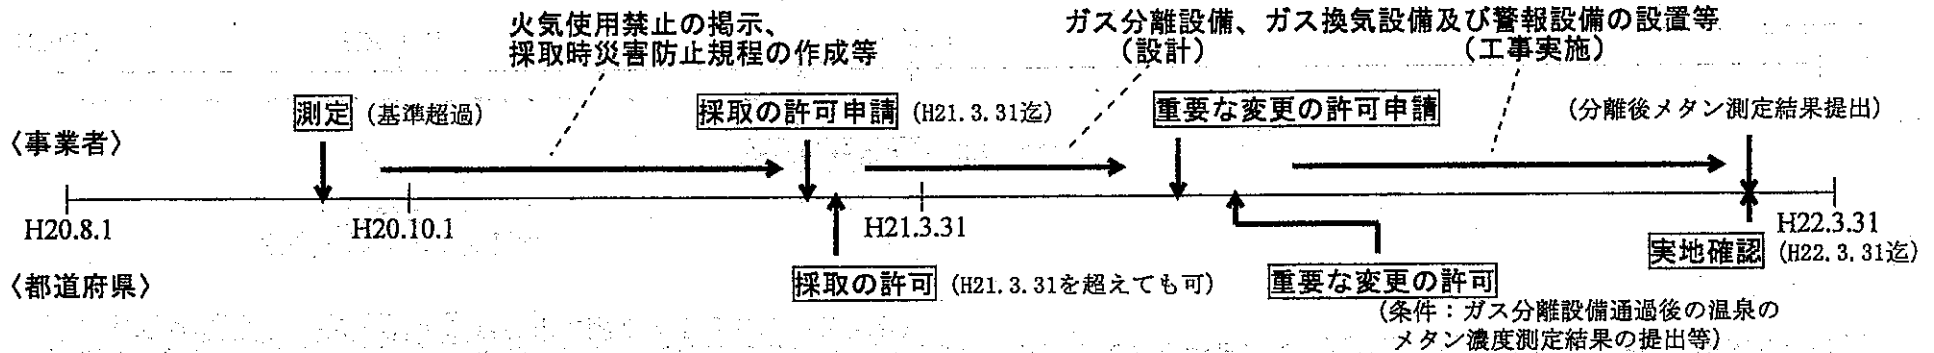 火気使用禁止の掲示、
採取時災害防止規程の作成等
ガス分離設備、ガス換気設備及び警報設備の設置等
(設計)
(工事実施)
測定 (基準超過)
採取の許可申請 (H21.3.31迄)
重要な変更の許可申請
(分離後メタン測定結果提出)
〈事業者〉
H20.8.1
H20.10.1
H21.3.31
H22.3.31
〈都道府県〉
採取の許可 (H21.3.31を超えても可)
重要な変更の許可
(条件：ガス分離設備通過後の温泉の
メタン濃度測定結果の提出等)
実地確認 (H22.3.31迄)